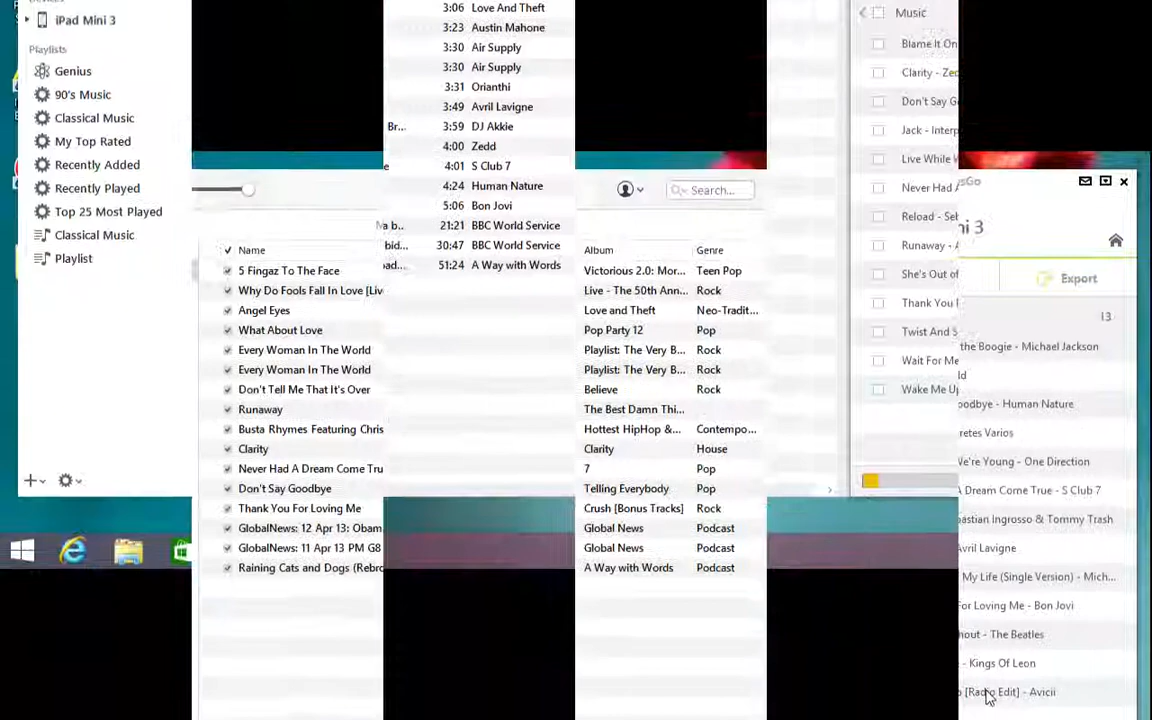 iPad Mini 3
Playlists
Genius
90's Music
Classical Music
My Top Rated
Recently Added
Recently Played
Top 25 Most Played
Classical Music
Playlist
Name
5 Fingaz To The Face
Why Do Fools Fall In Love [Live
Angel Eyes
What About Love
Every Woman In The World
Every Woman In The World
Don't Tell Me That It's Over
Runaway
Busta Rhymes Featuring Chris
Clarity
Never Had A Dream Come Tru
Don't Say Goodbye
Thank You For Loving Me
GlobalNews: 12 Apr 13: Obam
GlobalNews: 11 Apr 13 PM G8
Raining Cats and Dogs (Rebro
3:06 Love And Theft
3:23 Austin Mahone
3:30 Air Supply
3:30 Air Supply
3:31 Orianthi
3:49 Avril Lavigne
Br... 3:59 DJ Akkie
4:00 Zedd
4:01 S Club 7
4:24 Human Nature
5:06 Bon Jovi
21:21 BBC World Service
30:47 BBC World Service
51:24 A Way with Words
Search...
Album Genre
Victorious 2.0: Mor... Teen Pop
Live - The 50th Ann... Rock
Love and Theft Neo-Tradit...
Pop Party 12 Pop
Playlist: The Very B... Rock
Playlist: The Very B... Rock
Believe Rock
The Best Damn Thi...
Hottest HipHop &... Contempo...
Clarity House
7 Pop
Telling Everybody Pop
Crush [Bonus Tracks] Rock
Global News Podcast
Global News Podcast
A Way with Words Podcast
Music
Blame It On
Clarity - Zed
Don't Say G
Jack - Interp
Live While W
Never Had A
Reload - Seb
Runaway - A
She's Out of
Thank You F
Twist And S
Wait For Me
Wake Me Up
sGo
ni 3
Export
13
the Boogie - Michael Jackson
ld
oodbye - Human Nature
retes Varios
We're Young - One Direction
A Dream Come True - S Club 7
bastian Ingrosso & Tommy Trash
Avril Lavigne
My Life (Single Version) - Mich...
For Loving Me - Bon Jovi
hout - The Beatles
- Kings Of Leon
[Radio Edit] - Avicii